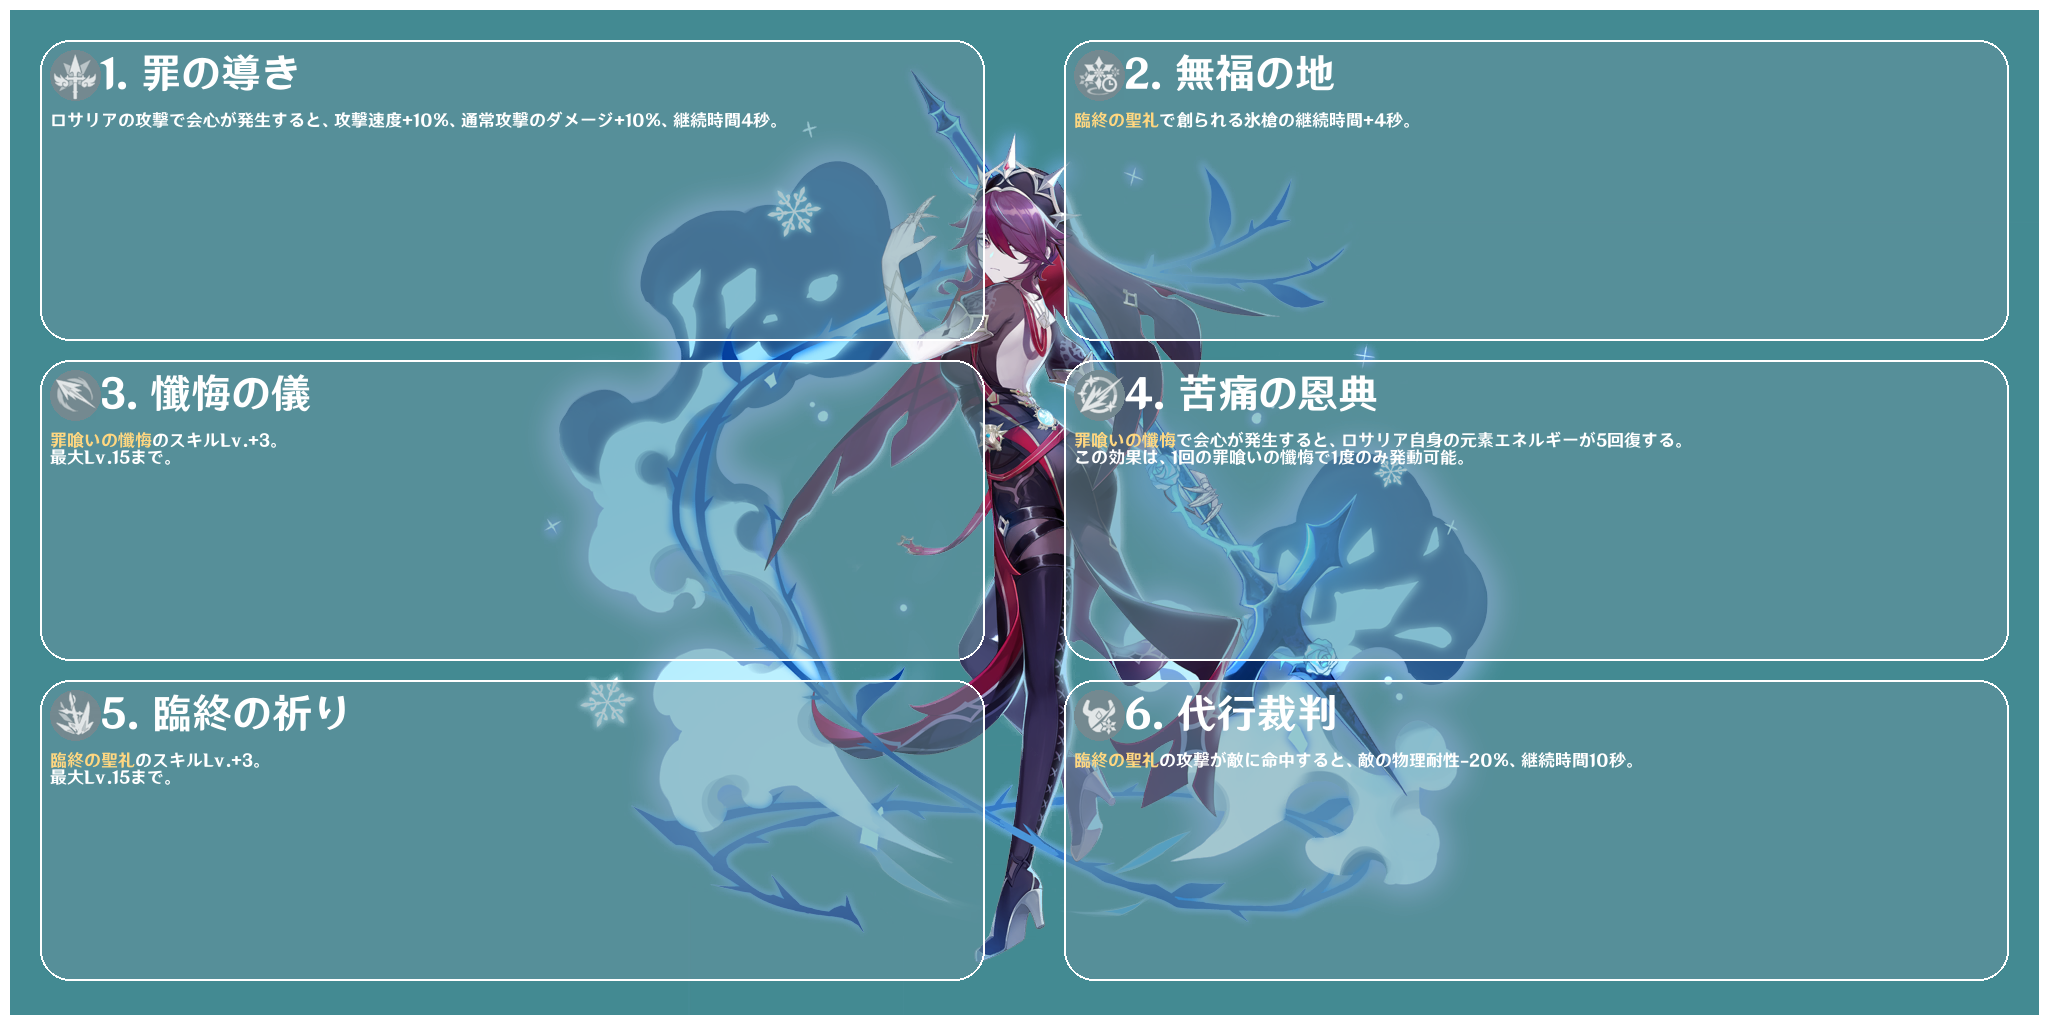 1. 罪の導き
ロサリアの攻撃で会心が発生すると、攻撃速度+10%、通常攻撃のダメージ+10%、継続時間4秒。
2. 無福の地
臨終の聖礼で創られる氷槍の継続時間+4秒。
3. 懺悔の儀
罪喰いの懺悔のスキルLv.+3。
最大Lv.15まで。
4. 苦痛の恩典
罪喰いの懺悔で会心が発生すると、ロサリア自身の元素エネルギーが5回復する。
この効果は、1回の罪喰いの懺悔で1度のみ発動可能。
5. 臨終の祈り
臨終の聖礼のスキルLv.+3。
最大Lv.15まで。
6. 代行裁判
臨終の聖礼の攻撃が敵に命中すると、敵の物理耐性-20%、継続時間10秒。